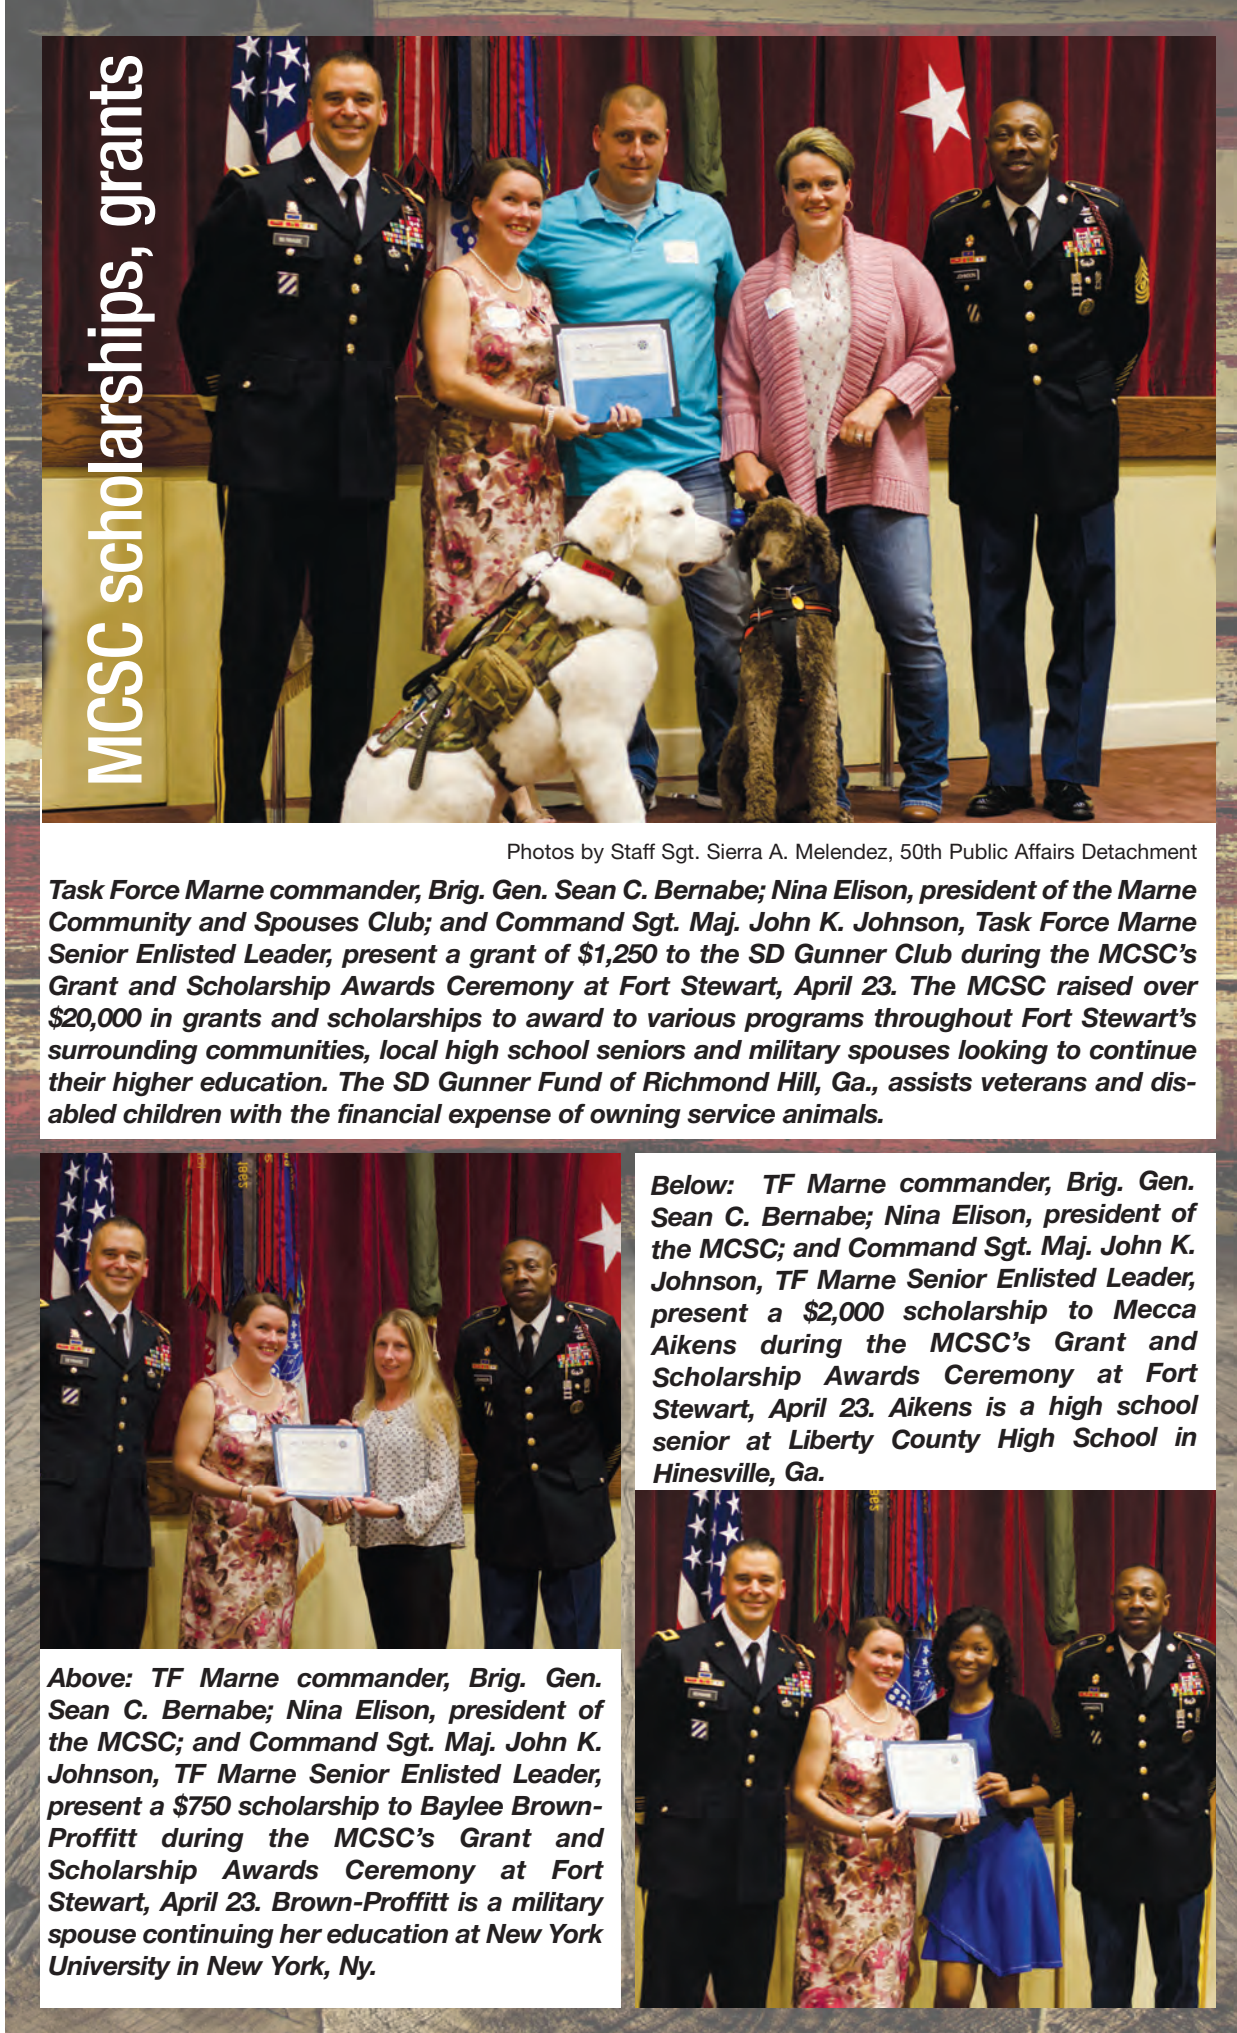 MCSC scholarships, grants
Photos by Staff Sgt. Sierra A. Melendez, 50th Public Affairs Detachment
Task Force Marne commander, Brig. Gen. Sean C. Bernabe; Nina Elison, president of the Marne
Community and Spouses Club; and Command Sgt. Maj. John K. Johnson, Task Force Marne
Senior Enlisted Leader, present a grant of $1,250 to the SD Gunner Club during the MCSC's
Grant and Scholarship Awards Ceremony at Fort Stewart, April 23. The MCSC raised over
$20,000 in grants and scholarships to award to various programs throughout Fort Stewart's
surrounding communities, local high school seniors and military spouses looking to continue
their higher education. The SD Gunner Fund of Richmond Hill, Ga., assists veterans and dis-
abled children with the financial expense of owning service animals.
Below: TF Marne commander, Brig. Gen.
Sean C. Bernabe; Nina Elison, president of
the MCSC; and Command Sgt. Maj. John K.
Johnson, TF Marne Senior Enlisted Leader,
present a $2,000 scholarship to Mecca
Aikens during the MCSC's Grant and
Scholarship Awards Ceremony at Fort
Stewart, April 23. Aikens is a high school
senior at Liberty County High School in
Hinesville, Ga.
Above: TF Marne commander, Brig. Gen.
Sean C. Bernabe; Nina Elison, president of
the MCSC; and Command Sgt. Maj. John K.
Johnson, TF Marne Senior Enlisted Leader,
present a $750 scholarship to Baylee Brown-
Proffitt during the MCSC's Grant and
Scholarship Awards Ceremony at Fort
Stewart, April 23. Brown-Proffitt is a military
spouse continuing her education at New York
University in New York, Ny.